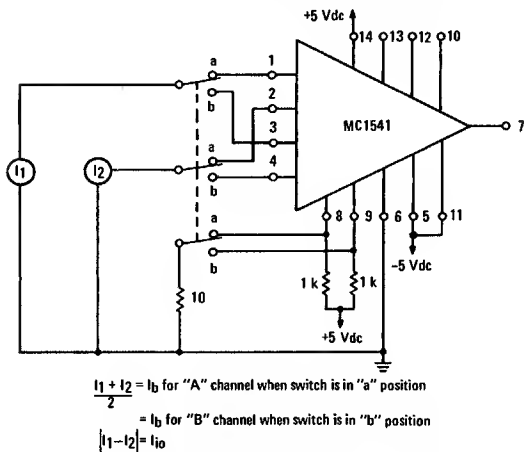 +5 Vdc
14 13 12 10
a
1
b
2
3
MC1541
7
I1
I2
a
b
4
8 9 6 5 11
a
b
-5 Vdc
10
1 k 1 k
+5 Vdc
I1 + I2 / 2 = Ib for "A" channel when switch is in "a" position
= Ib for "B" channel when switch is in "b" position
|I1-I2| = Iio